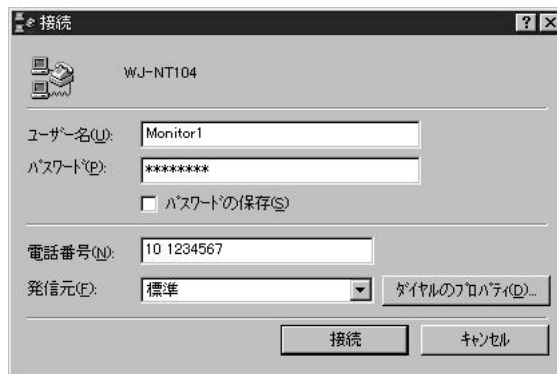 接続
WJ-NT104
ユーザー名(U): Monitor1
パスワード(P): ********
パスワードの保存(S)
電話番号(N): 10 1234567
発信元(F): 標準 ダイヤルのプロパティ(D)...
接続 キャンセル